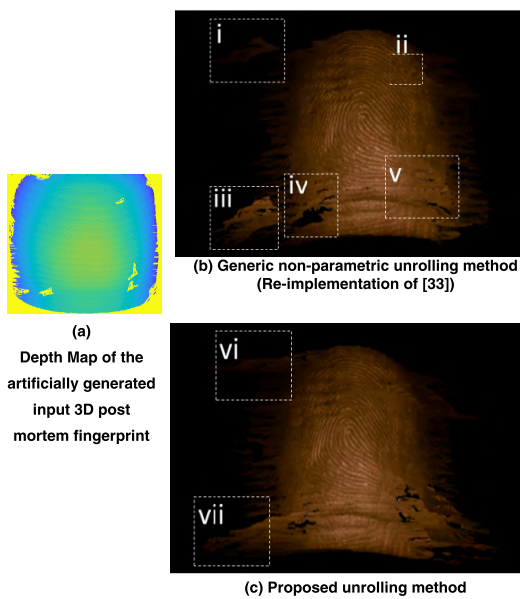 i
ii
iii
iv
v
(b) Generic non-parametric unrolling method
(Re-implementation of [33])
(a)
Depth Map of the
artificially generated
input 3D post
mortem fingerprint
vi
vii
(c) Proposed unrolling method